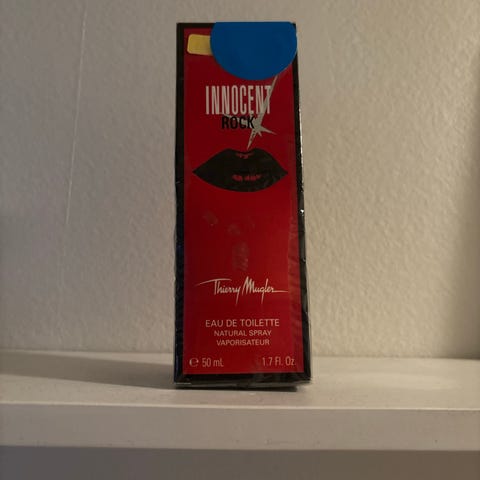 INNOCENT
ROCK
Thierry Mugler
EAU DE TOILETTE
NATURAL SPRAY
VAPORISATEUR
℮ 50 mL 1.7 Fl. Oz.